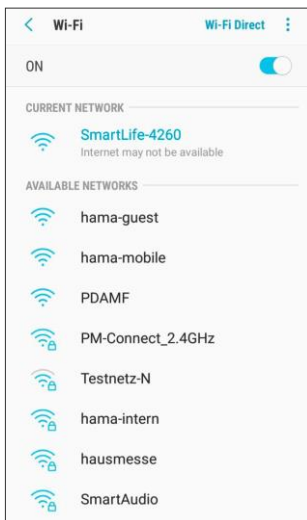 Wi-Fi Wi-Fi Direct
ON
CURRENT NETWORK
SmartLife-4260
Internet may not be available
AVAILABLE NETWORKS
hama-guest
hama-mobile
PDAMF
PM-Connect_2.4GHz
Testnetz-N
hama-intern
hausmesse
SmartAudio